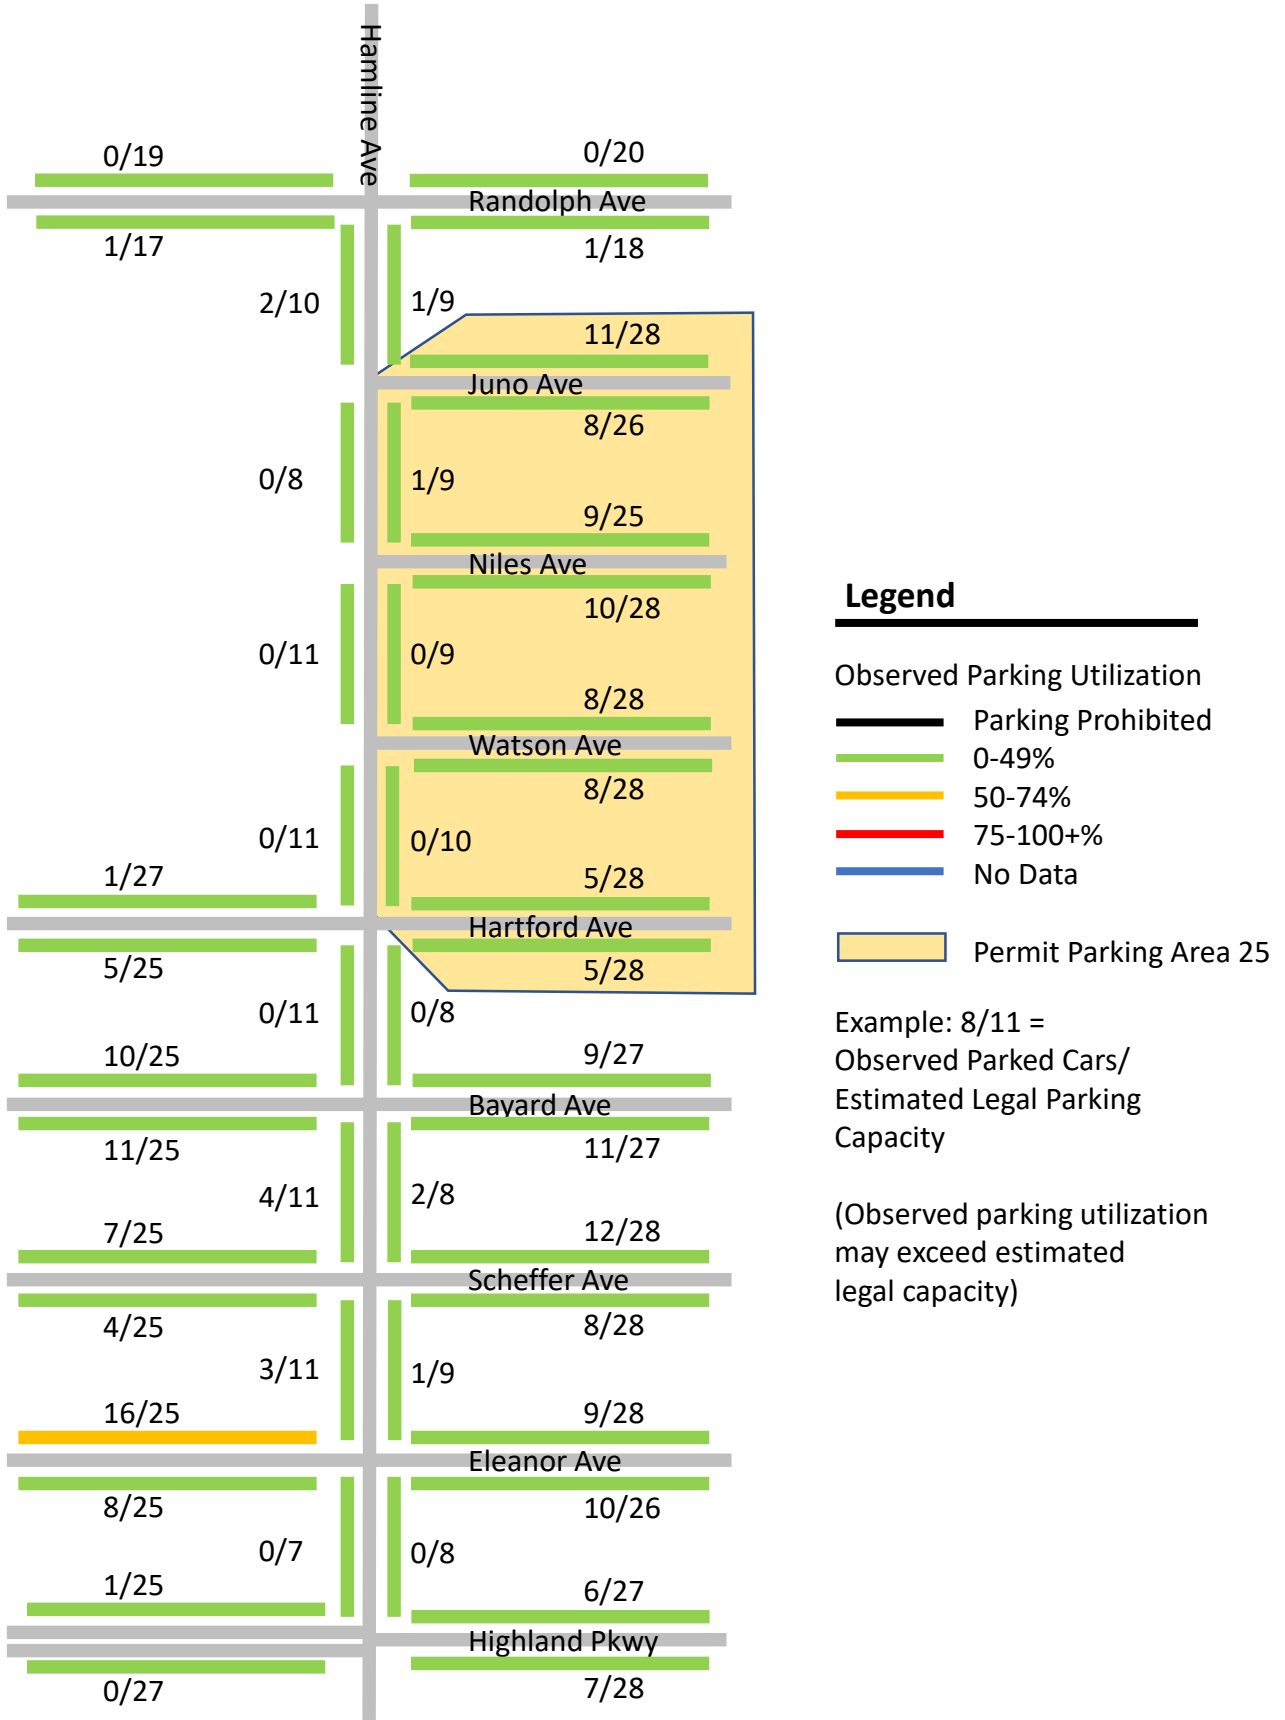 Hamline Ave
0/19
0/20
Randolph Ave
1/17
1/18
2/10
1/9
11/28
Juno Ave
8/26
0/8
1/9
9/25
Niles Ave
10/28
0/11
0/9
8/28
Watson Ave
8/28
0/11
0/10
1/27
5/28
Hartford Ave
5/25
5/28
0/11
0/8
10/25
9/27
Bayard Ave
11/25
11/27
4/11
2/8
7/25
12/28
Scheffer Ave
4/25
8/28
3/11
1/9
16/25
9/28
Eleanor Ave
8/25
10/26
0/7
0/8
1/25
6/27
Highland Pkwy
0/27
7/28
Legend
Observed Parking Utilization
Parking Prohibited
0-49%
50-74%
75-100+%
No Data
Permit Parking Area 25
Example: 8/11 =
Observed Parked Cars/
Estimated Legal Parking
Capacity
(Observed parking utilization
may exceed estimated
legal capacity)